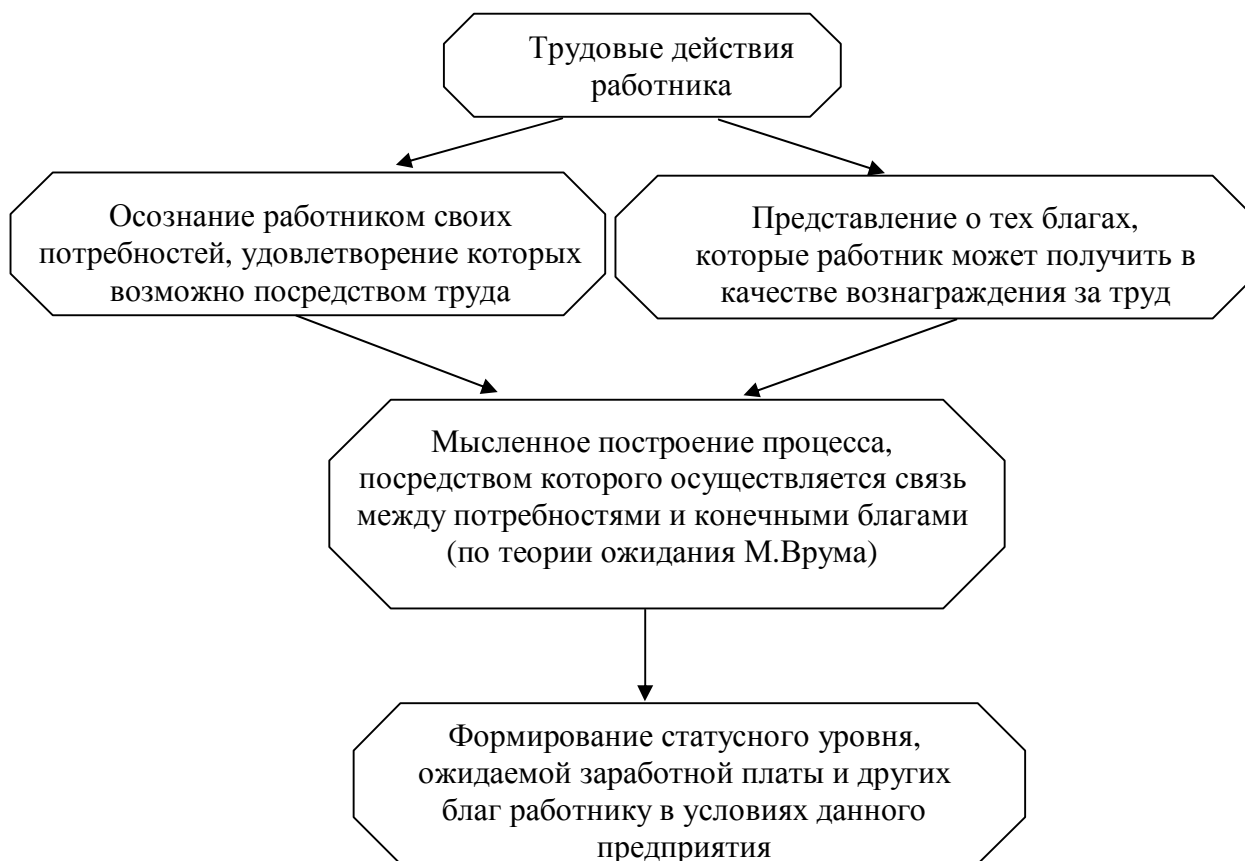 Трудовые действия
работника
Осознание работником своих
потребностей, удовлетворение которых
возможно посредством труда
Представление о тех благах,
которые работник может получить в
качестве вознаграждения за труд
Мысленное построение процесса,
посредством которого осуществляется связь
между потребностями и конечными благами
(по теории ожидания М.Врума)
Формирование статусного уровня,
ожидаемой заработной платы и других
благ работнику в условиях данного
предприятия